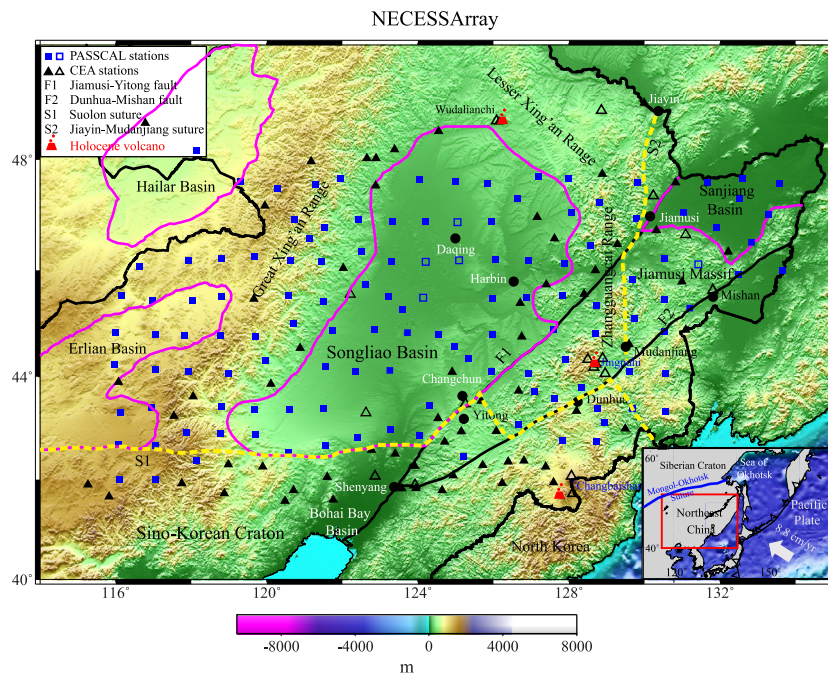 NECESSArray
PASSCAL stations
CEA stations
F1 Jiamusi-Yitong fault
F2 Dunhua-Mishan fault
S1 Suolon suture
S2 Jiayin-Mudanjiang suture
Holocene volcano
Lesser Xing'an Range
Wudalianchi
Jiayin
S2
48°
Hailar Basin
Great Xing'an Range
Sanjiang
Basin
Jiamusi
Daqing
Zhangguangcai Range
Jiamusi Massif
Harbin
Mishan
F2
Erlian Basin
Songliao Basin
F1
Mudanjiang
Jingpohu
44°
Changchun
Dunhua
Yitong
S1
Shenyang
Changbaishan
Bohai Bay
Basin
Sino-Korean Craton
North Korea
40°
116°
120°
124°
128°
132°
60°
Siberian Craton
Sea of
Okhotsk
Mongol-Okhotsk
Suture
Pacific
Plate
Northeast
China
8.8 cm/yr
40°
120°
150°
-8000
-4000
0
4000
8000
m